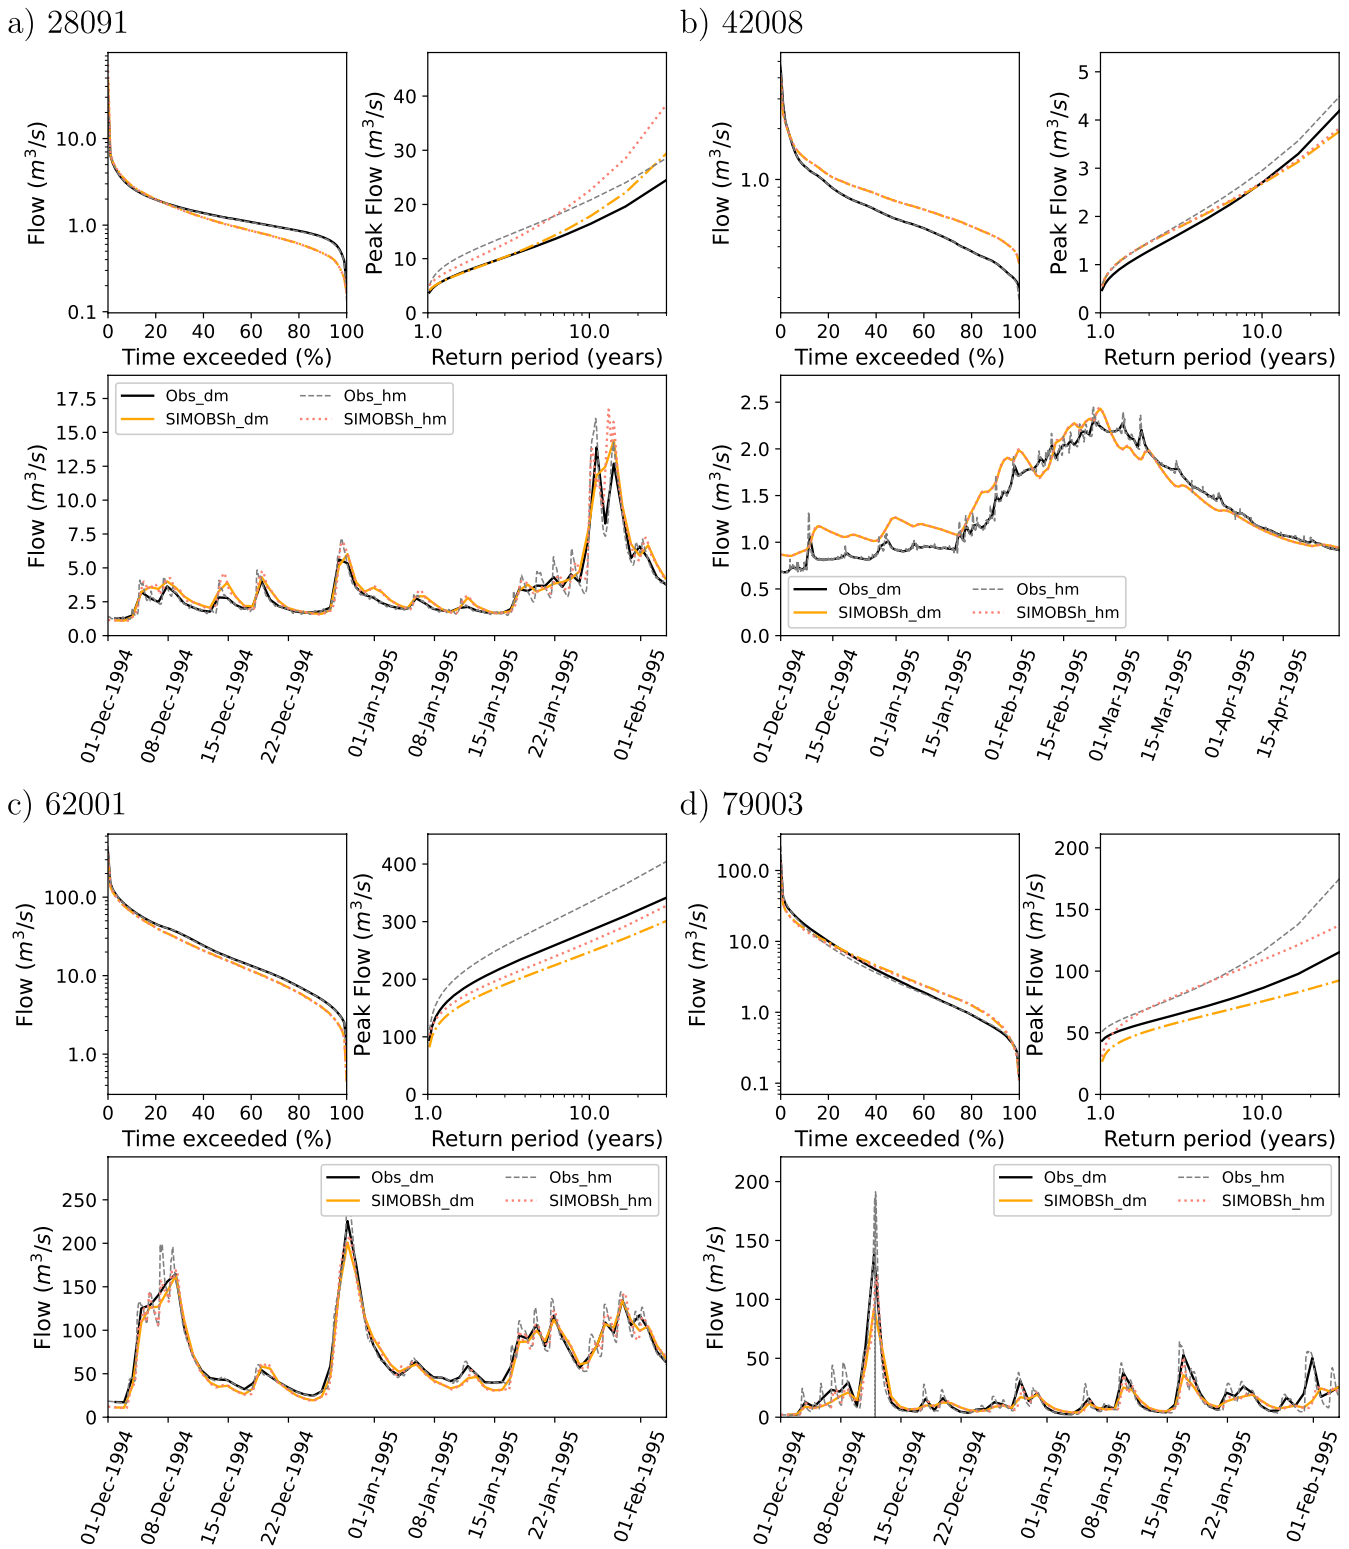 a) 28091
Flow (m³/s)
10.0
1.0
0.1
0 20 40 60 80 100
Time exceeded (%)
Peak Flow (m³/s)
40
30
20
10
0
1.0 10.0
Return period (years)
Flow (m³/s)
17.5
15.0
12.5
10.0
7.5
5.0
2.5
0.0
Obs_dm Obs_hm
SIMOBSh_dm SIMOBSh_hm
01-Dec-1994 08-Dec-1994 15-Dec-1994 22-Dec-1994 01-Jan-1995 08-Jan-1995 15-Jan-1995 22-Jan-1995 01-Feb-1995
b) 42008
Flow (m³/s)
1.0
0 20 40 60 80 100
Time exceeded (%)
Peak Flow (m³/s)
5
4
3
2
1
0
1.0 10.0
Return period (years)
Flow (m³/s)
2.5
2.0
1.5
1.0
0.5
0.0
Obs_dm Obs_hm
SIMOBSh_dm SIMOBSh_hm
01-Dec-1994 15-Dec-1994 01-Jan-1995 15-Jan-1995 01-Feb-1995 15-Feb-1995 01-Mar-1995 15-Mar-1995 01-Apr-1995 15-Apr-1995
c) 62001
Flow (m³/s)
100.0
10.0
1.0
0 20 40 60 80 100
Time exceeded (%)
Peak Flow (m³/s)
400
300
200
100
0
1.0 10.0
Return period (years)
Flow (m³/s)
250
200
150
100
50
0
Obs_dm Obs_hm
SIMOBSh_dm SIMOBSh_hm
01-Dec-1994 08-Dec-1994 15-Dec-1994 22-Dec-1994 01-Jan-1995 08-Jan-1995 15-Jan-1995 22-Jan-1995 01-Feb-1995
d) 79003
Flow (m³/s)
100.0
10.0
1.0
0.1
0 20 40 60 80 100
Time exceeded (%)
Peak Flow (m³/s)
200
150
100
50
0
1.0 10.0
Return period (years)
Flow (m³/s)
200
150
100
50
0
Obs_dm Obs_hm
SIMOBSh_dm SIMOBSh_hm
01-Dec-1994 08-Dec-1994 15-Dec-1994 22-Dec-1994 01-Jan-1995 08-Jan-1995 15-Jan-1995 22-Jan-1995 01-Feb-1995